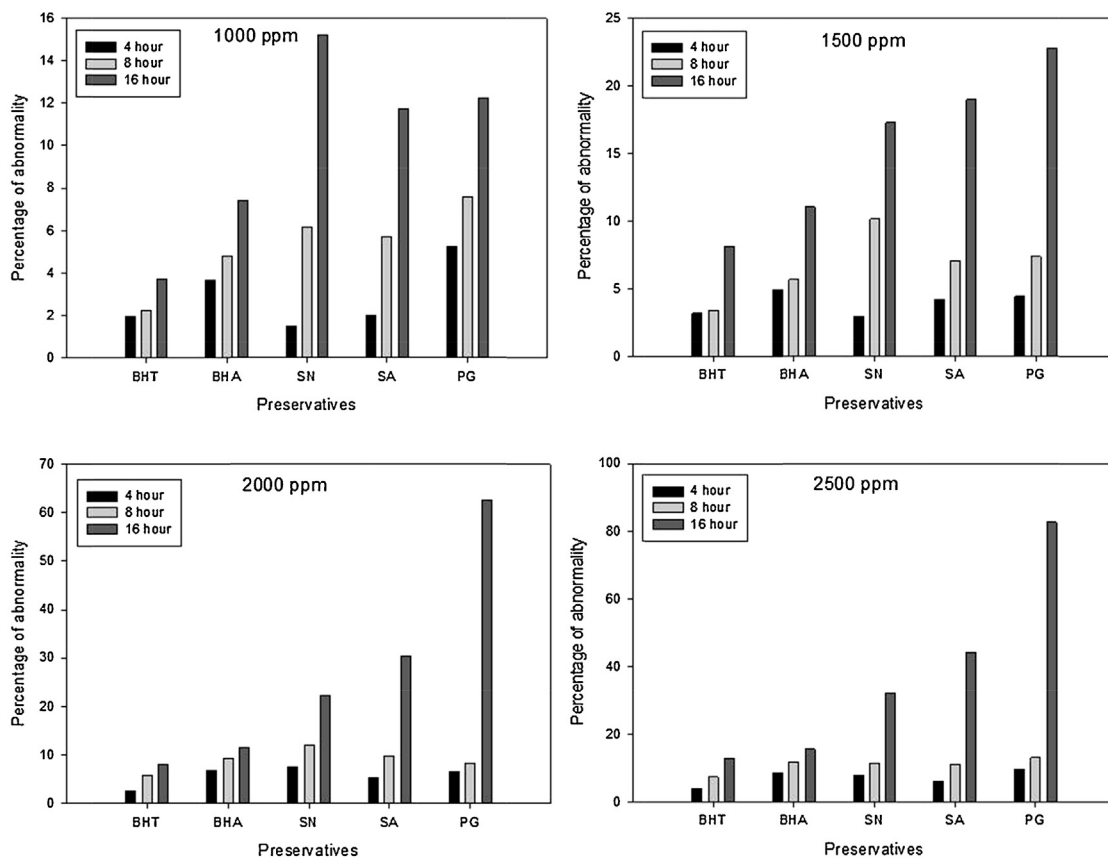 1000 ppm
4 hour
8 hour
16 hour
Percentage of abnormality
16
14
12
10
8
6
4
2
0
BHT BHA SN SA PG
Preservatives
1500 ppm
4 hour
8 hour
16 hour
Percentage of abnormality
25
20
15
10
5
0
BHT BHA SN SA PG
Preservatives
2000 ppm
4 hour
8 hour
16 hour
Percentage of abnormality
70
60
50
40
30
20
10
0
BHT BHA SN SA PG
Preservatives
2500 ppm
4 hour
8 hour
16 hour
Percentage of abnormality
100
80
60
40
20
0
BHT BHA SN SA PG
Preservatives